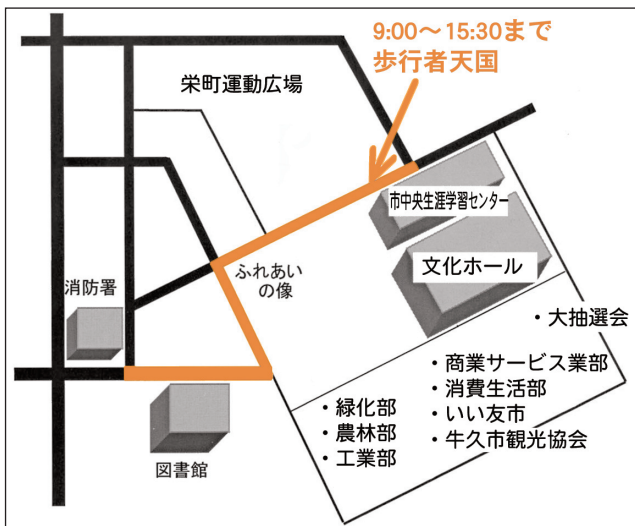 9:00～15:30まで
歩行者天国
栄町運動広場
市中央生涯学習センター
文化ホール
ふれあい
の像
消防署
・大抽選会
・商業サービス業部
・消費生活部
・いい友市
・牛久市観光協会
・緑化部
・農林部
・工業部
図書館